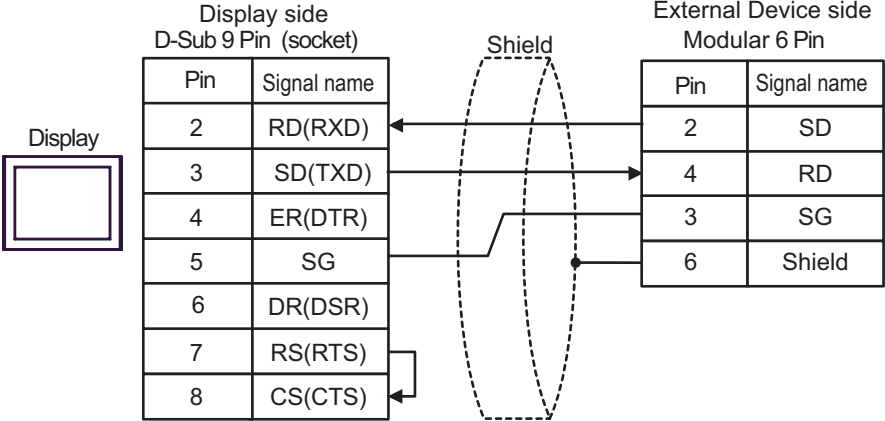 Display side
D-Sub 9 Pin (socket)
External Device side
Modular 6 Pin
Shield
Display
Pin Signal name
2 RD(RXD)
3 SD(TXD)
4 ER(DTR)
5 SG
6 DR(DSR)
7 RS(RTS)
8 CS(CTS)
Pin Signal name
2 SD
4 RD
3 SG
6 Shield